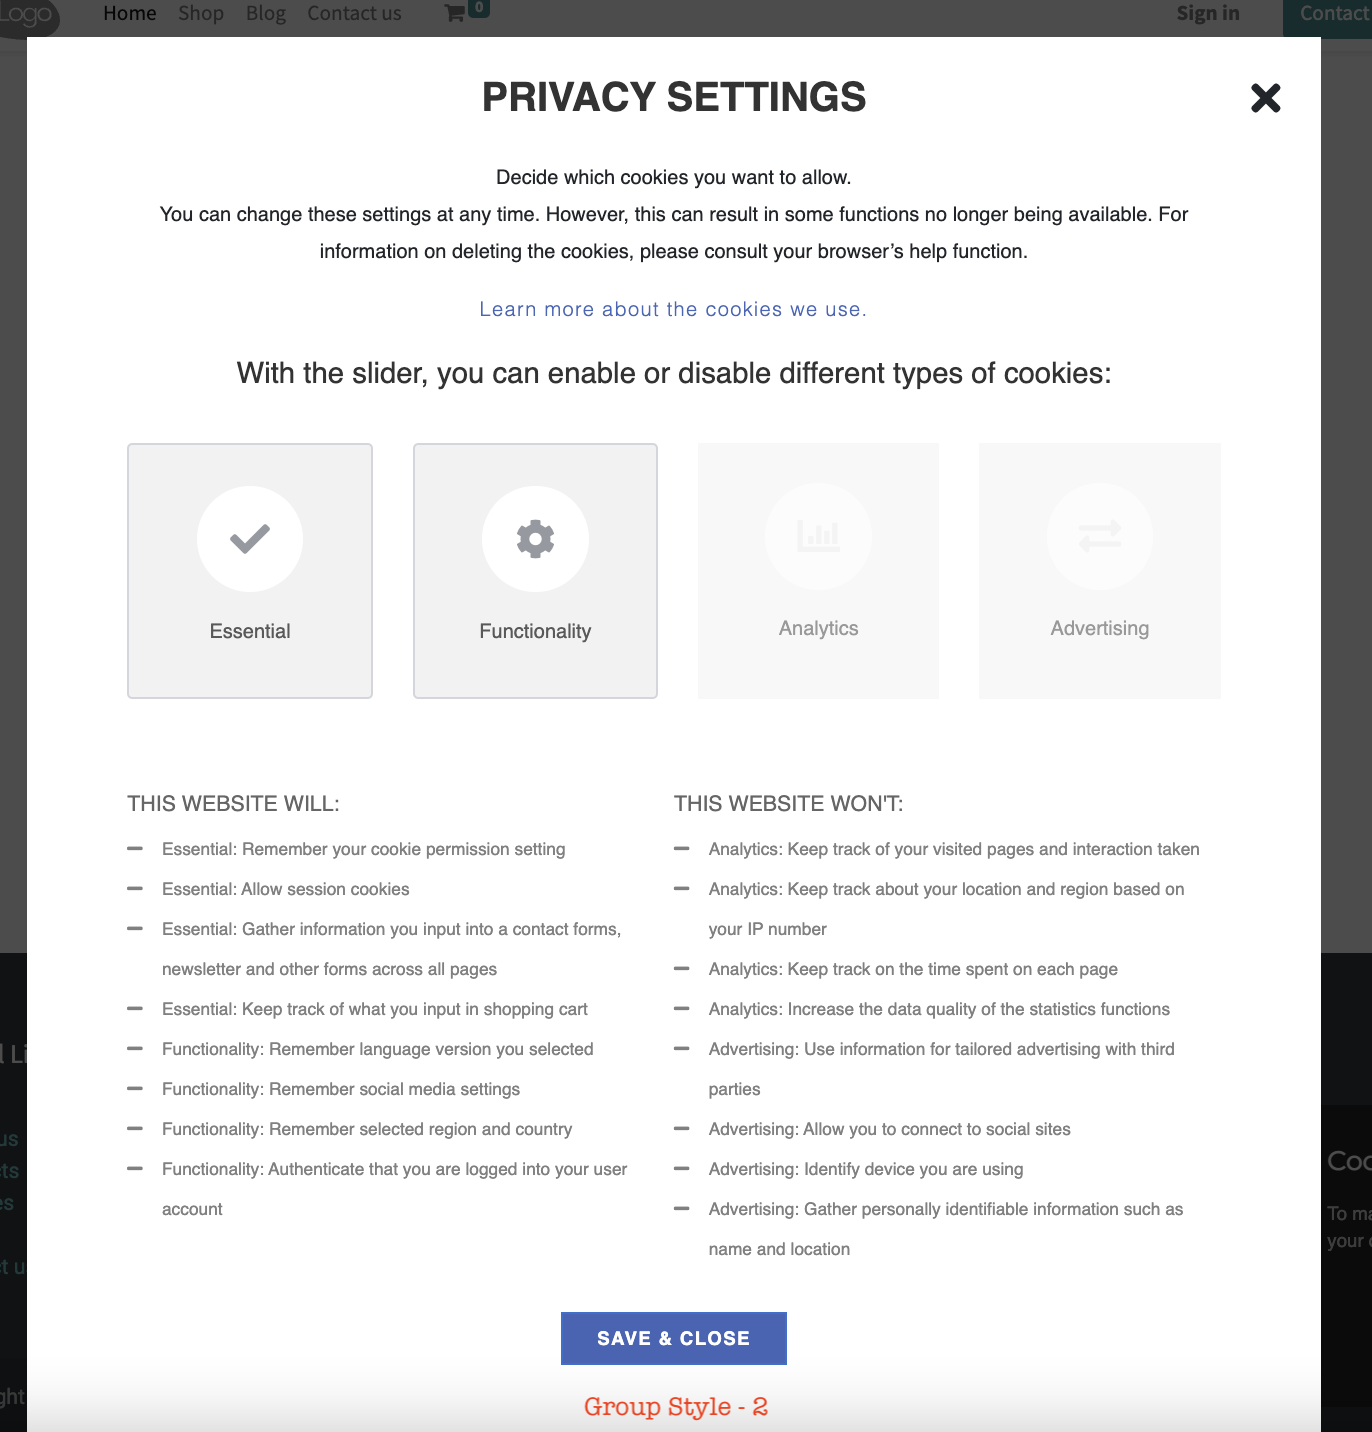 Logo
Home Shop Blog Contact us 0 Sign in Contact
PRIVACY SETTINGS
Decide which cookies you want to allow.
You can change these settings at any time. However, this can result in some functions no longer being available. For
information on deleting the cookies, please consult your browser’s help function.
Learn more about the cookies we use.
With the slider, you can enable or disable different types of cookies:
Essential
Functionality
Analytics
Advertising
THIS WEBSITE WILL:
Essential: Remember your cookie permission setting
Essential: Allow session cookies
Essential: Gather information you input into a contact forms,
newsletter and other forms across all pages
Essential: Keep track of what you input in shopping cart
Functionality: Remember language version you selected
Functionality: Remember social media settings
Functionality: Remember selected region and country
Functionality: Authenticate that you are logged into your user
account
THIS WEBSITE WON'T:
Analytics: Keep track of your visited pages and interaction taken
Analytics: Keep track about your location and region based on
your IP number
Analytics: Keep track on the time spent on each page
Analytics: Increase the data quality of the statistics functions
Advertising: Use information for tailored advertising with third
parties
Advertising: Allow you to connect to social sites
Advertising: Identify device you are using
Advertising: Gather personally identifiable information such as
name and location
To
your
SAVE & CLOSE
Group Style - 2